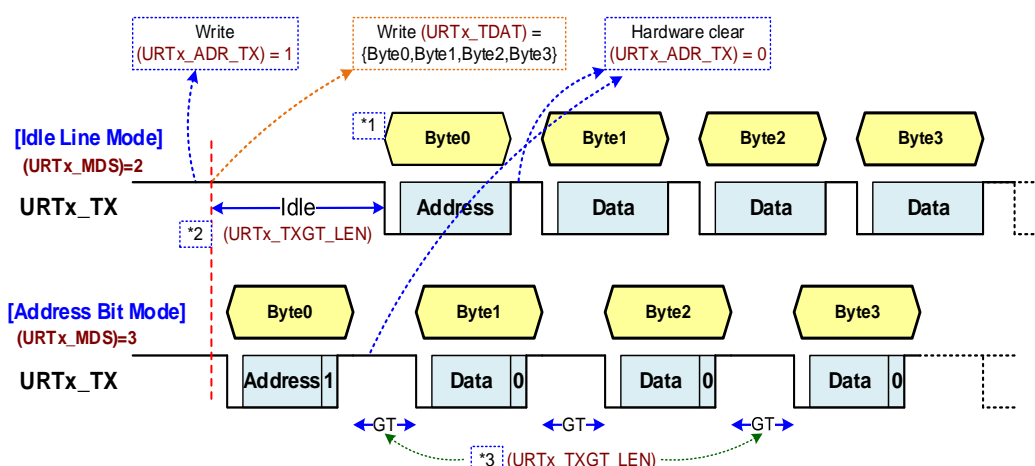 Write
(URTx_ADR_TX) = 1
Write (URTx_TDAT) =
{Byte0,Byte1,Byte2,Byte3}
Hardware clear
(URTx_ADR_TX) = 0
[Idle Line Mode]
(URTx_MDS)=2
*1
Byte0
Byte1
Byte2
Byte3
URTx_TX
Idle
Address
Data
Data
Data
*2
(URTx_TXGT_LEN)
[Address Bit Mode]
(URTx_MDS)=3
Byte0
Byte1
Byte2
Byte3
URTx_TX
Address 1
Data 0
Data 0
Data 0
GT
GT
GT
*3 (URTx_TXGT_LEN)